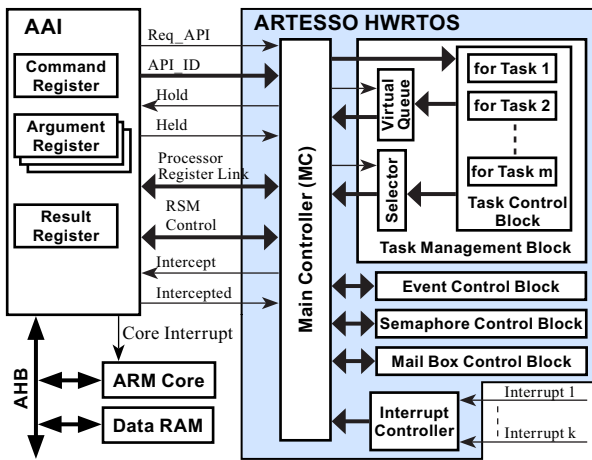 AAI
Command
Register
Argument
Register
Result
Register
Req_API
API_ID
Hold
Held
Processor
Register Link
RSM
Control
Intercept
Intercepted
Core Interrupt
AHB
ARM Core
Data RAM
ARTESSO HWRTOS
Main Controller (MC)
Virtual
Queue
Selector
for Task 1
for Task 2
for Task m
Task Control
Block
Task Management Block
Event Control Block
Semaphore Control Block
Mail Box Control Block
Interrupt
Controller
Interrupt 1
Interrupt k